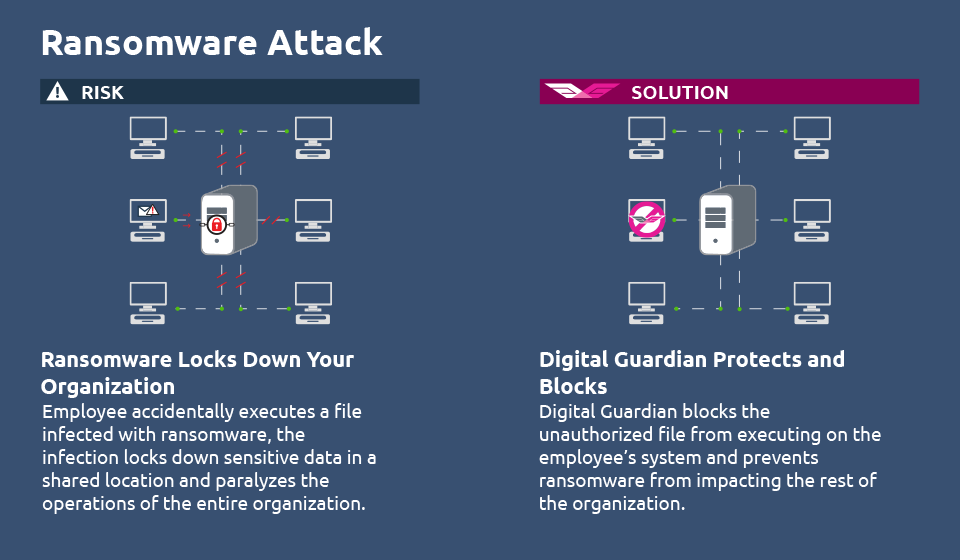 Ransomware Attack
RISK
Ransomware Locks Down Your
Organization
Employee accidentally executes a file
infected with ransomware, the
infection locks down sensitive data in a
shared location and paralyzes the
operations of the entire organization.
SOLUTION
Digital Guardian Protects and
Blocks
Digital Guardian blocks the
unauthorized file from executing on the
employee’s system and prevents
ransomware from impacting the rest of
the organization.